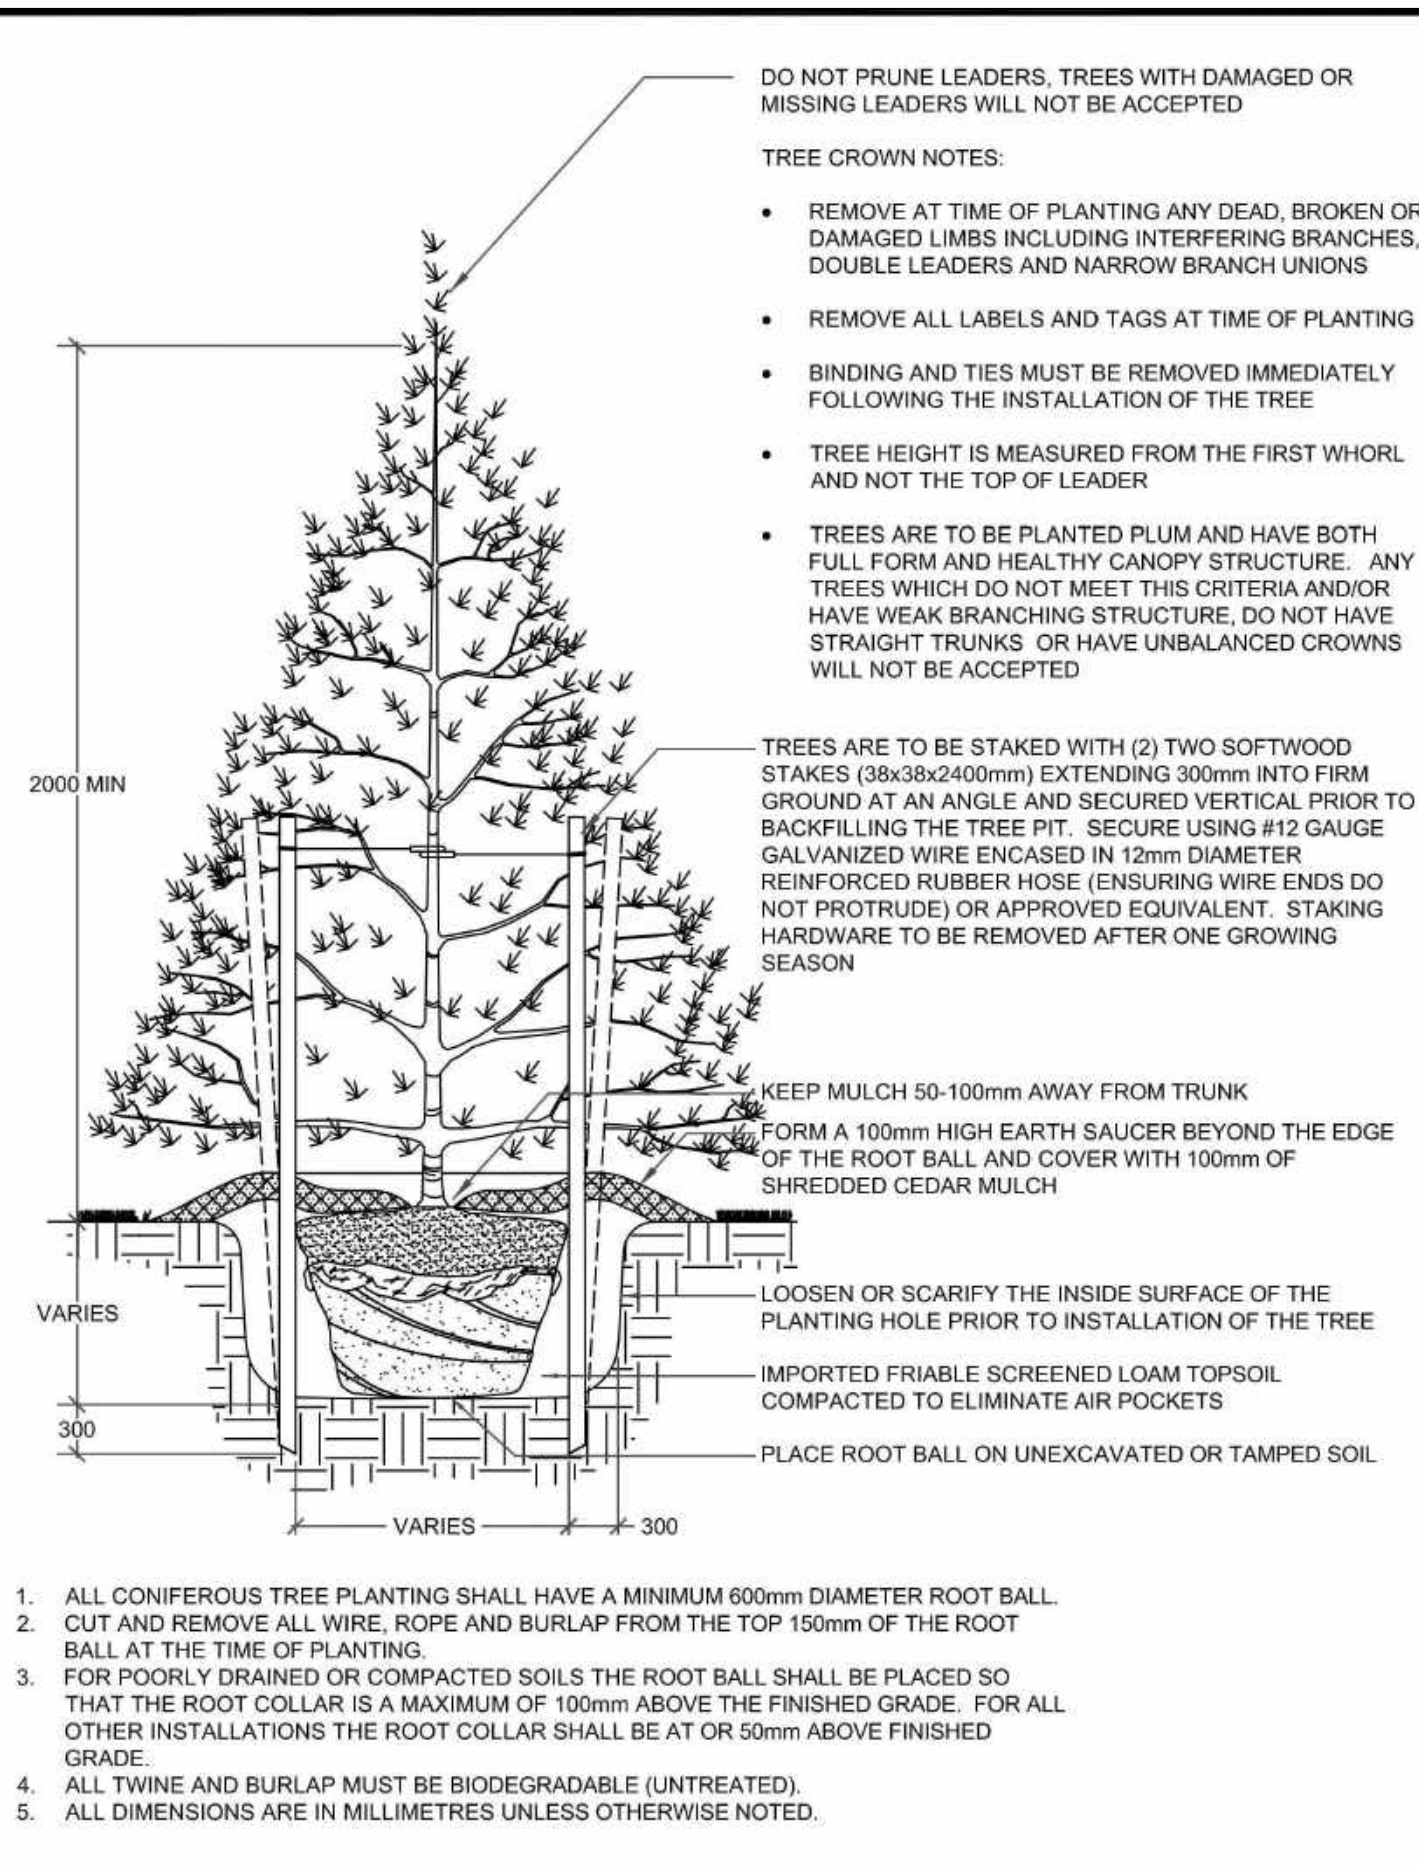 DO NOT PRUNE LEADERS, TREES WITH DAMAGED OR
MISSING LEADERS WILL NOT BE ACCEPTED
TREE CROWN NOTES:
• REMOVE AT TIME OF PLANTING ANY DEAD, BROKEN OR
DAMAGED LIMBS INCLUDING INTERFERING BRANCHES,
DOUBLE LEADERS AND NARROW BRANCH UNIONS
• REMOVE ALL LABELS AND TAGS AT TIME OF PLANTING
• BINDING AND TIES MUST BE REMOVED IMMEDIATELY
FOLLOWING THE INSTALLATION OF THE TREE
• TREE HEIGHT IS MEASURED FROM THE FIRST WHORL
AND NOT THE TOP OF LEADER
• TREES ARE TO BE PLANTED PLUM AND HAVE BOTH
FULL FORM AND HEALTHY CANOPY STRUCTURE. ANY
TREES WHICH DO NOT MEET THIS CRITERIA AND/OR
HAVE WEAK BRANCHING STRUCTURE, DO NOT HAVE
STRAIGHT TRUNKS OR HAVE UNBALANCED CROWNS
WILL NOT BE ACCEPTED
TREES ARE TO BE STAKED WITH (2) TWO SOFTWOOD
STAKES (38x38x2400mm) EXTENDING 300mm INTO FIRM
GROUND AT AN ANGLE AND SECURED VERTICAL PRIOR TO
BACKFILLING THE TREE PIT. SECURE USING #12 GAUGE
GALVANIZED WIRE ENCASED IN 12mm DIAMETER
REINFORCED RUBBER HOSE (ENSURING WIRE ENDS DO
NOT PROTRUDE) OR APPROVED EQUIVALENT. STAKING
HARDWARE TO BE REMOVED AFTER ONE GROWING
SEASON
2000 MIN
KEEP MULCH 50-100mm AWAY FROM TRUNK
FORM A 100mm HIGH EARTH SAUCER BEYOND THE EDGE
OF THE ROOT BALL AND COVER WITH 100mm OF
SHREDDED CEDAR MULCH
LOOSEN OR SCARIFY THE INSIDE SURFACE OF THE
PLANTING HOLE PRIOR TO INSTALLATION OF THE TREE
VARIES
IMPORTED FRIABLE SCREENED LOAM TOPSOIL
COMPACTED TO ELIMINATE AIR POCKETS
300
PLACE ROOT BALL ON UNEXCAVATED OR TAMPED SOIL
VARIES
300
1. ALL CONIFEROUS TREE PLANTING SHALL HAVE A MINIMUM 600mm DIAMETER ROOT BALL.
2. CUT AND REMOVE ALL WIRE, ROPE AND BURLAP FROM THE TOP 150mm OF THE ROOT
BALL AT THE TIME OF PLANTING.
3. FOR POORLY DRAINED OR COMPACTED SOILS THE ROOT BALL SHALL BE PLACED SO
THAT THE ROOT COLLAR IS A MAXIMUM OF 100mm ABOVE THE FINISHED GRADE. FOR ALL
OTHER INSTALLATIONS THE ROOT COLLAR SHALL BE AT OR 50mm ABOVE FINISHED
GRADE.
4. ALL TWINE AND BURLAP MUST BE BIODEGRADABLE (UNTREATED).
5. ALL DIMENSIONS ARE IN MILLIMETRES UNLESS OTHERWISE NOTED.